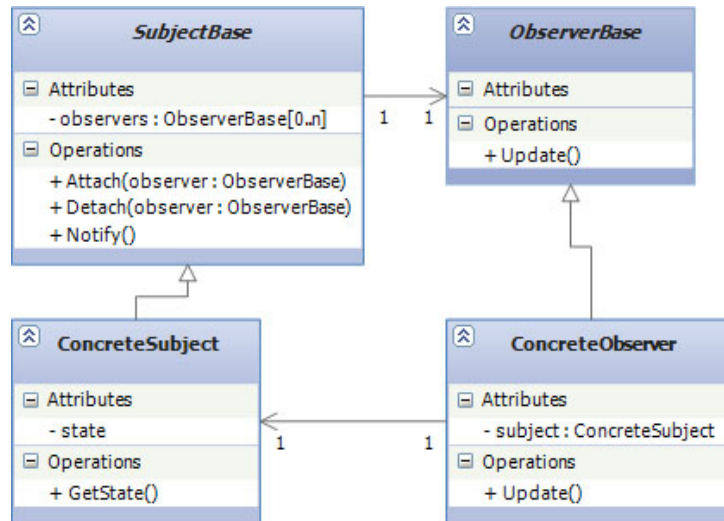 SubjectBase
Attributes
- observers : ObserverBase[0..n]
Operations
+ Attach(observer : ObserverBase)
+ Detach(observer : ObserverBase)
+ Notify()
1 1
ObserverBase
Attributes
Operations
+ Update()
ConcreteSubject
Attributes
- state
Operations
+ GetState()
1 1
ConcreteObserver
Attributes
- subject : ConcreteSubject
Operations
+ Update()